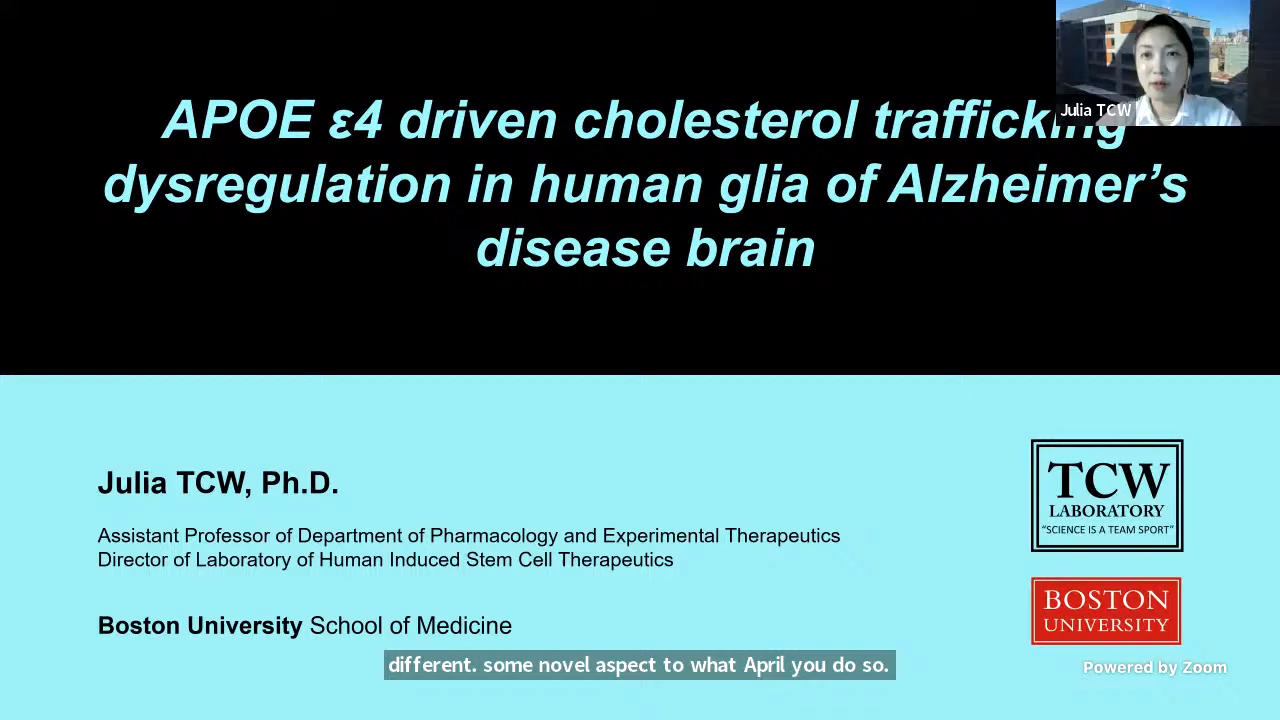 APOE ε4 driven cholesterol trafficking
dysregulation in human glia of Alzheimer’s
disease brain
Julia TCW
Julia TCW, Ph.D.
Assistant Professor of Department of Pharmacology and Experimental Therapeutics
Director of Laboratory of Human Induced Stem Cell Therapeutics
Boston University School of Medicine
TCW
LABORATORY
“SCIENCE IS A TEAM SPORT”
BOSTON
UNIVERSITY
different. some novel aspect to what April you do so.
Powered by Zoom